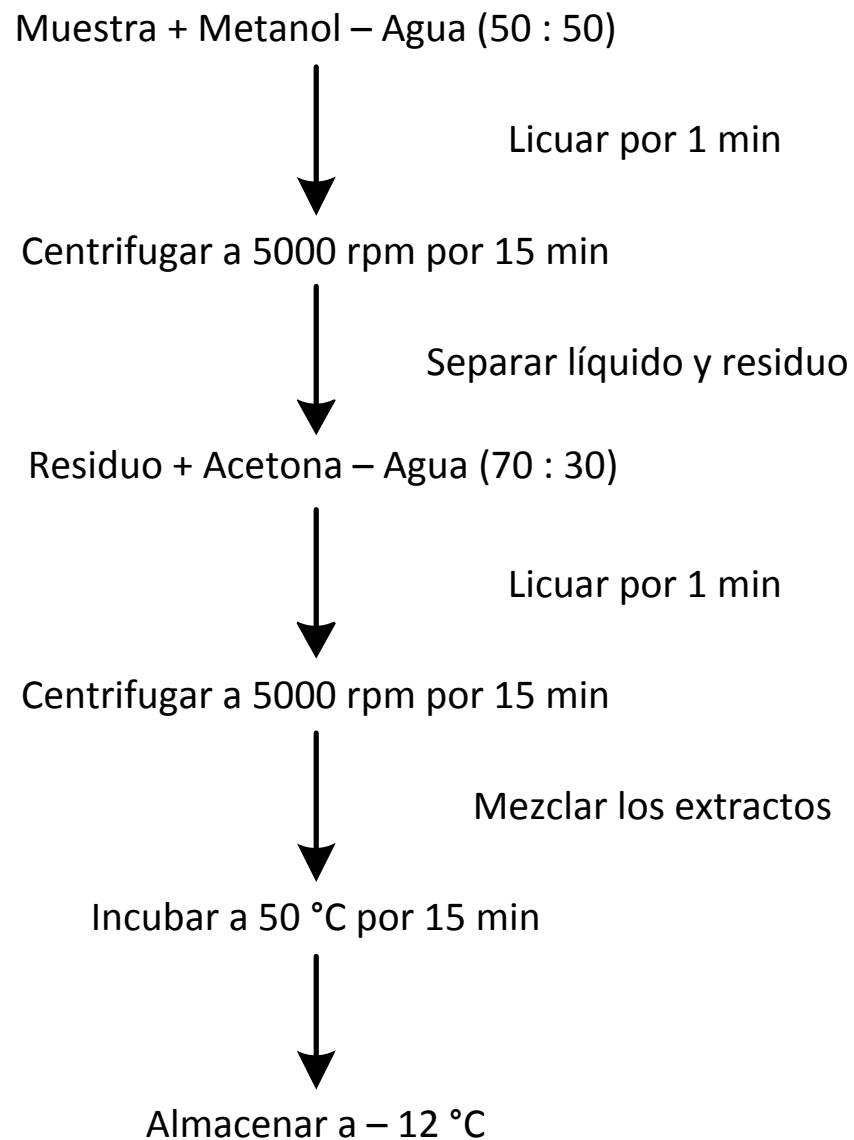 Muestra + Metanol – Agua (50 : 50)
Licuar por 1 min
Centrifugar a 5000 rpm por 15 min
Separar líquido y residuo
Residuo + Acetona – Agua (70 : 30)
Licuar por 1 min
Centrifugar a 5000 rpm por 15 min
Mezclar los extractos
Incubar a 50 °C por 15 min
Almacenar a – 12 °C